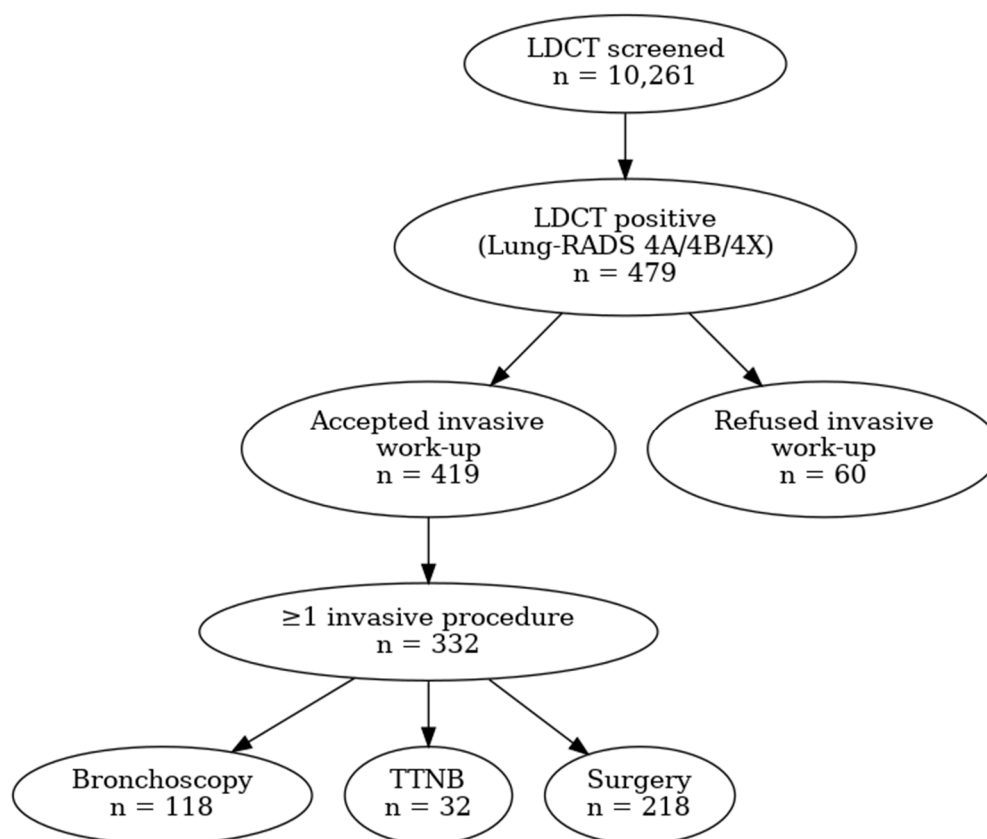 LDCT screened
n = 10,261
LDCT positive
(Lung-RADS 4A/4B/4X)
n = 479
Accepted invasive
work-up
n = 419
Refused invasive
work-up
n = 60
≥1 invasive procedure
n = 332
Bronchoscopy
n = 118
TTNB
n = 32
Surgery
n = 218